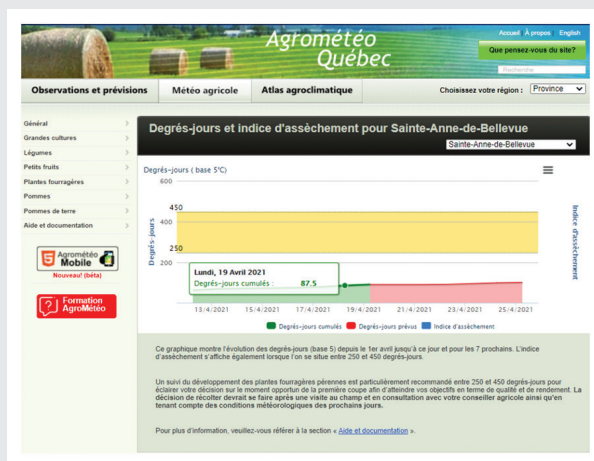 Agrométéo
Québec
Accueil | À propos | English
Que pensez-vous du site?
Recherche
Observations et prévisions
Météo agricole
Atlas agroclimatique
Choisissez votre région :
Province
Général
Grandes cultures
Légumes
Petits fruits
Plantes fourragères
Pommes
Pommes de terre
Aide et documentation
Agrométéo
Mobile
Nouveau! (béta)
Formation
AgroMétéo
Degrés-jours et indice d'assèchement pour Sainte-Anne-de-Bellevue
Sainte-Anne-de-Bellevue
Degrés-jours ( base 5°C)
600
450
400
250
200
Degrés-jours
Indice d'assèchement
Lundi, 19 Avril 2021
Degrés-jours cumulés : 87.5
13/4/2021 15/4/2021 17/4/2021 19/4/2021 21/4/2021 23/4/2021 25/4/2021
Degrés-jours cumulés Degrés-jours prévus Indice d'assèchement
Ce graphique montre l'évolution des degrés-jours (base 5) depuis le 1er avril jusqu'à ce jour et pour les 7 prochains. L'indice
d'assèchement s'affiche également lorsque l'on se situe entre 250 et 450 degrés-jours.
Un suivi du développement des plantes fourragères pérennes est particulièrement recommandé entre 250 et 450 degrés-jours pour
éclairer votre décision sur le moment opportun de la première coupe afin d'atteindre vos objectifs en terme de qualité et de rendement. La
décision de récolter devrait se faire après une visite au champ et en consultation avec votre conseiller agricole ainsi qu'en
tenant compte des conditions météorologiques des prochains jours.
Pour plus d'information, veuillez-vous référer à la section « Aide et documentation ».